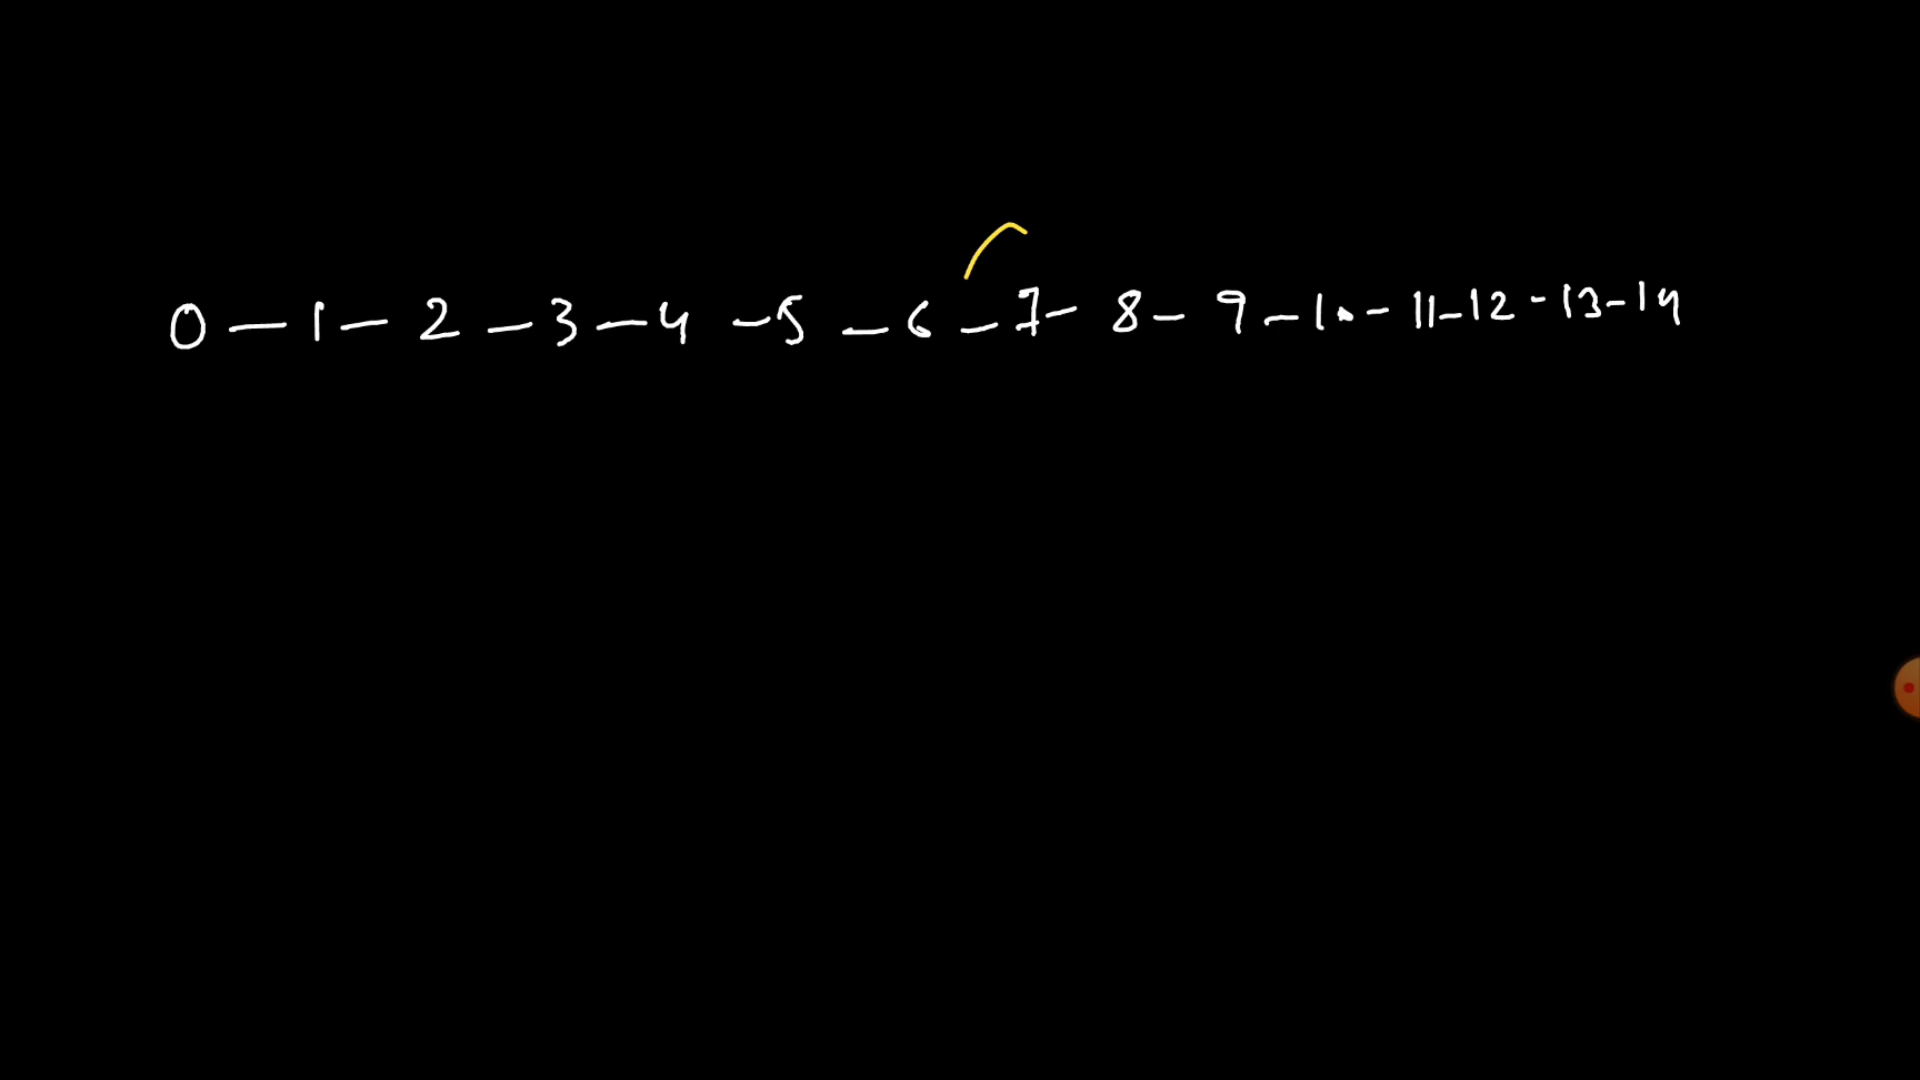 0 – 1 – 2 – 3 – 4 – 5 – 6 – 7 – 8 – 9 – 10 – 11 – 12 – 13 – 14